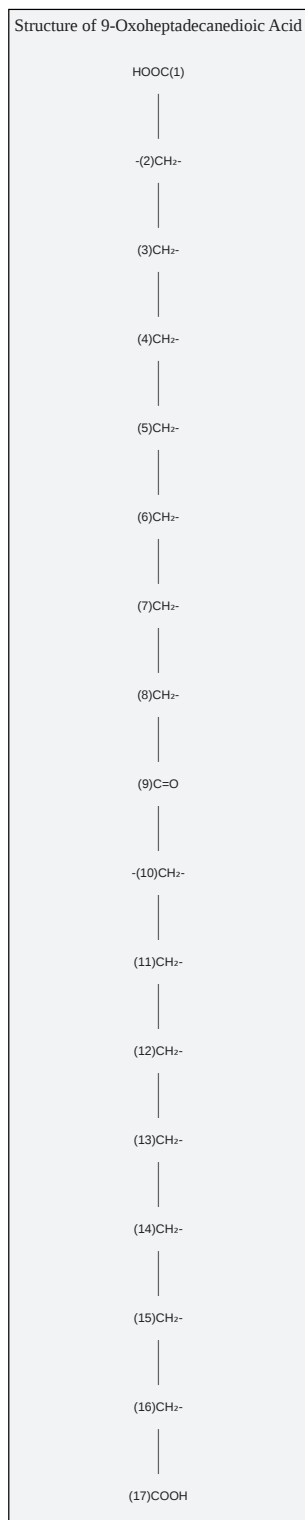 Structure of 9-Oxoheptadecanedioic Acid
HOOC(1)
-(2)CH₂-
(3)CH₂-
(4)CH₂-
(5)CH₂-
(6)CH₂-
(7)CH₂-
(8)CH₂-
(9)C=O
-(10)CH₂-
(11)CH₂-
(12)CH₂-
(13)CH₂-
(14)CH₂-
(15)CH₂-
(16)CH₂-
(17)COOH